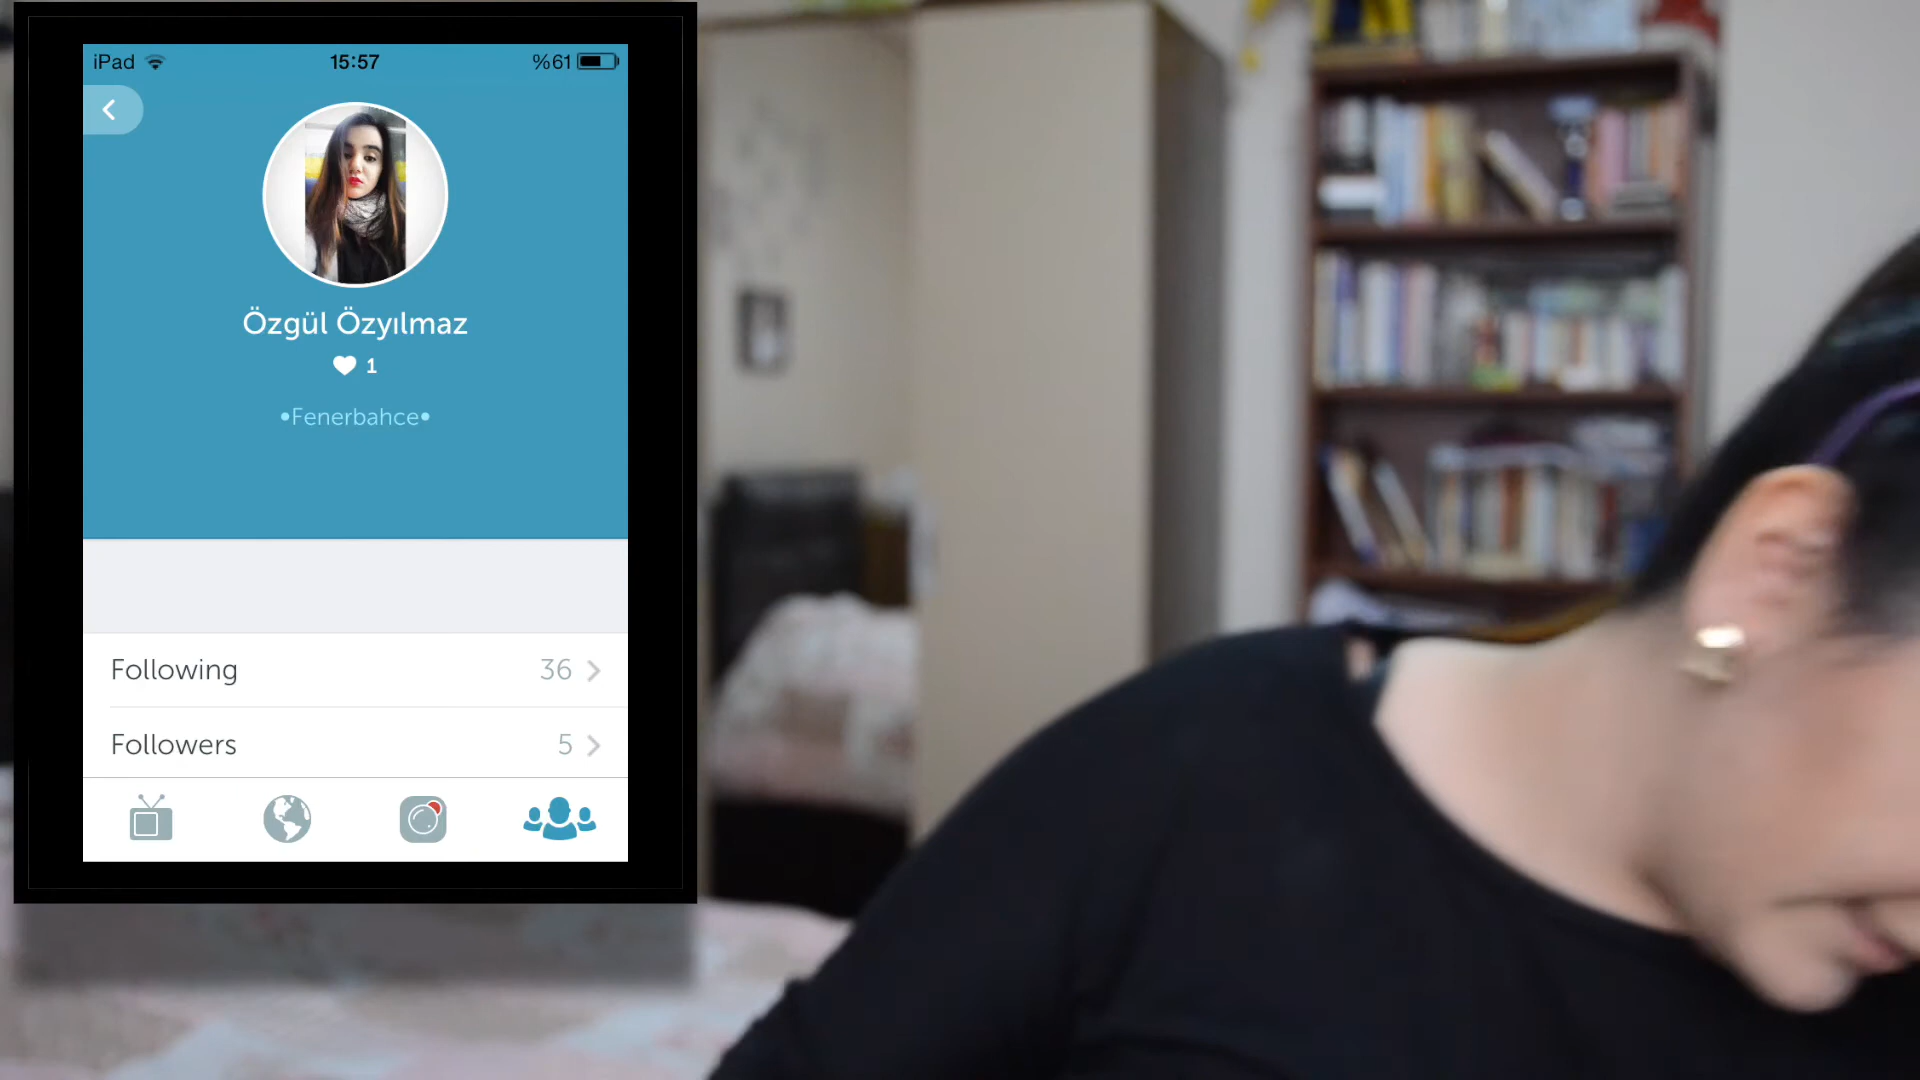 iPad 15:57 %61
Özgül Özyılmaz
1
•Fenerbahce•
Following 36
Followers 5